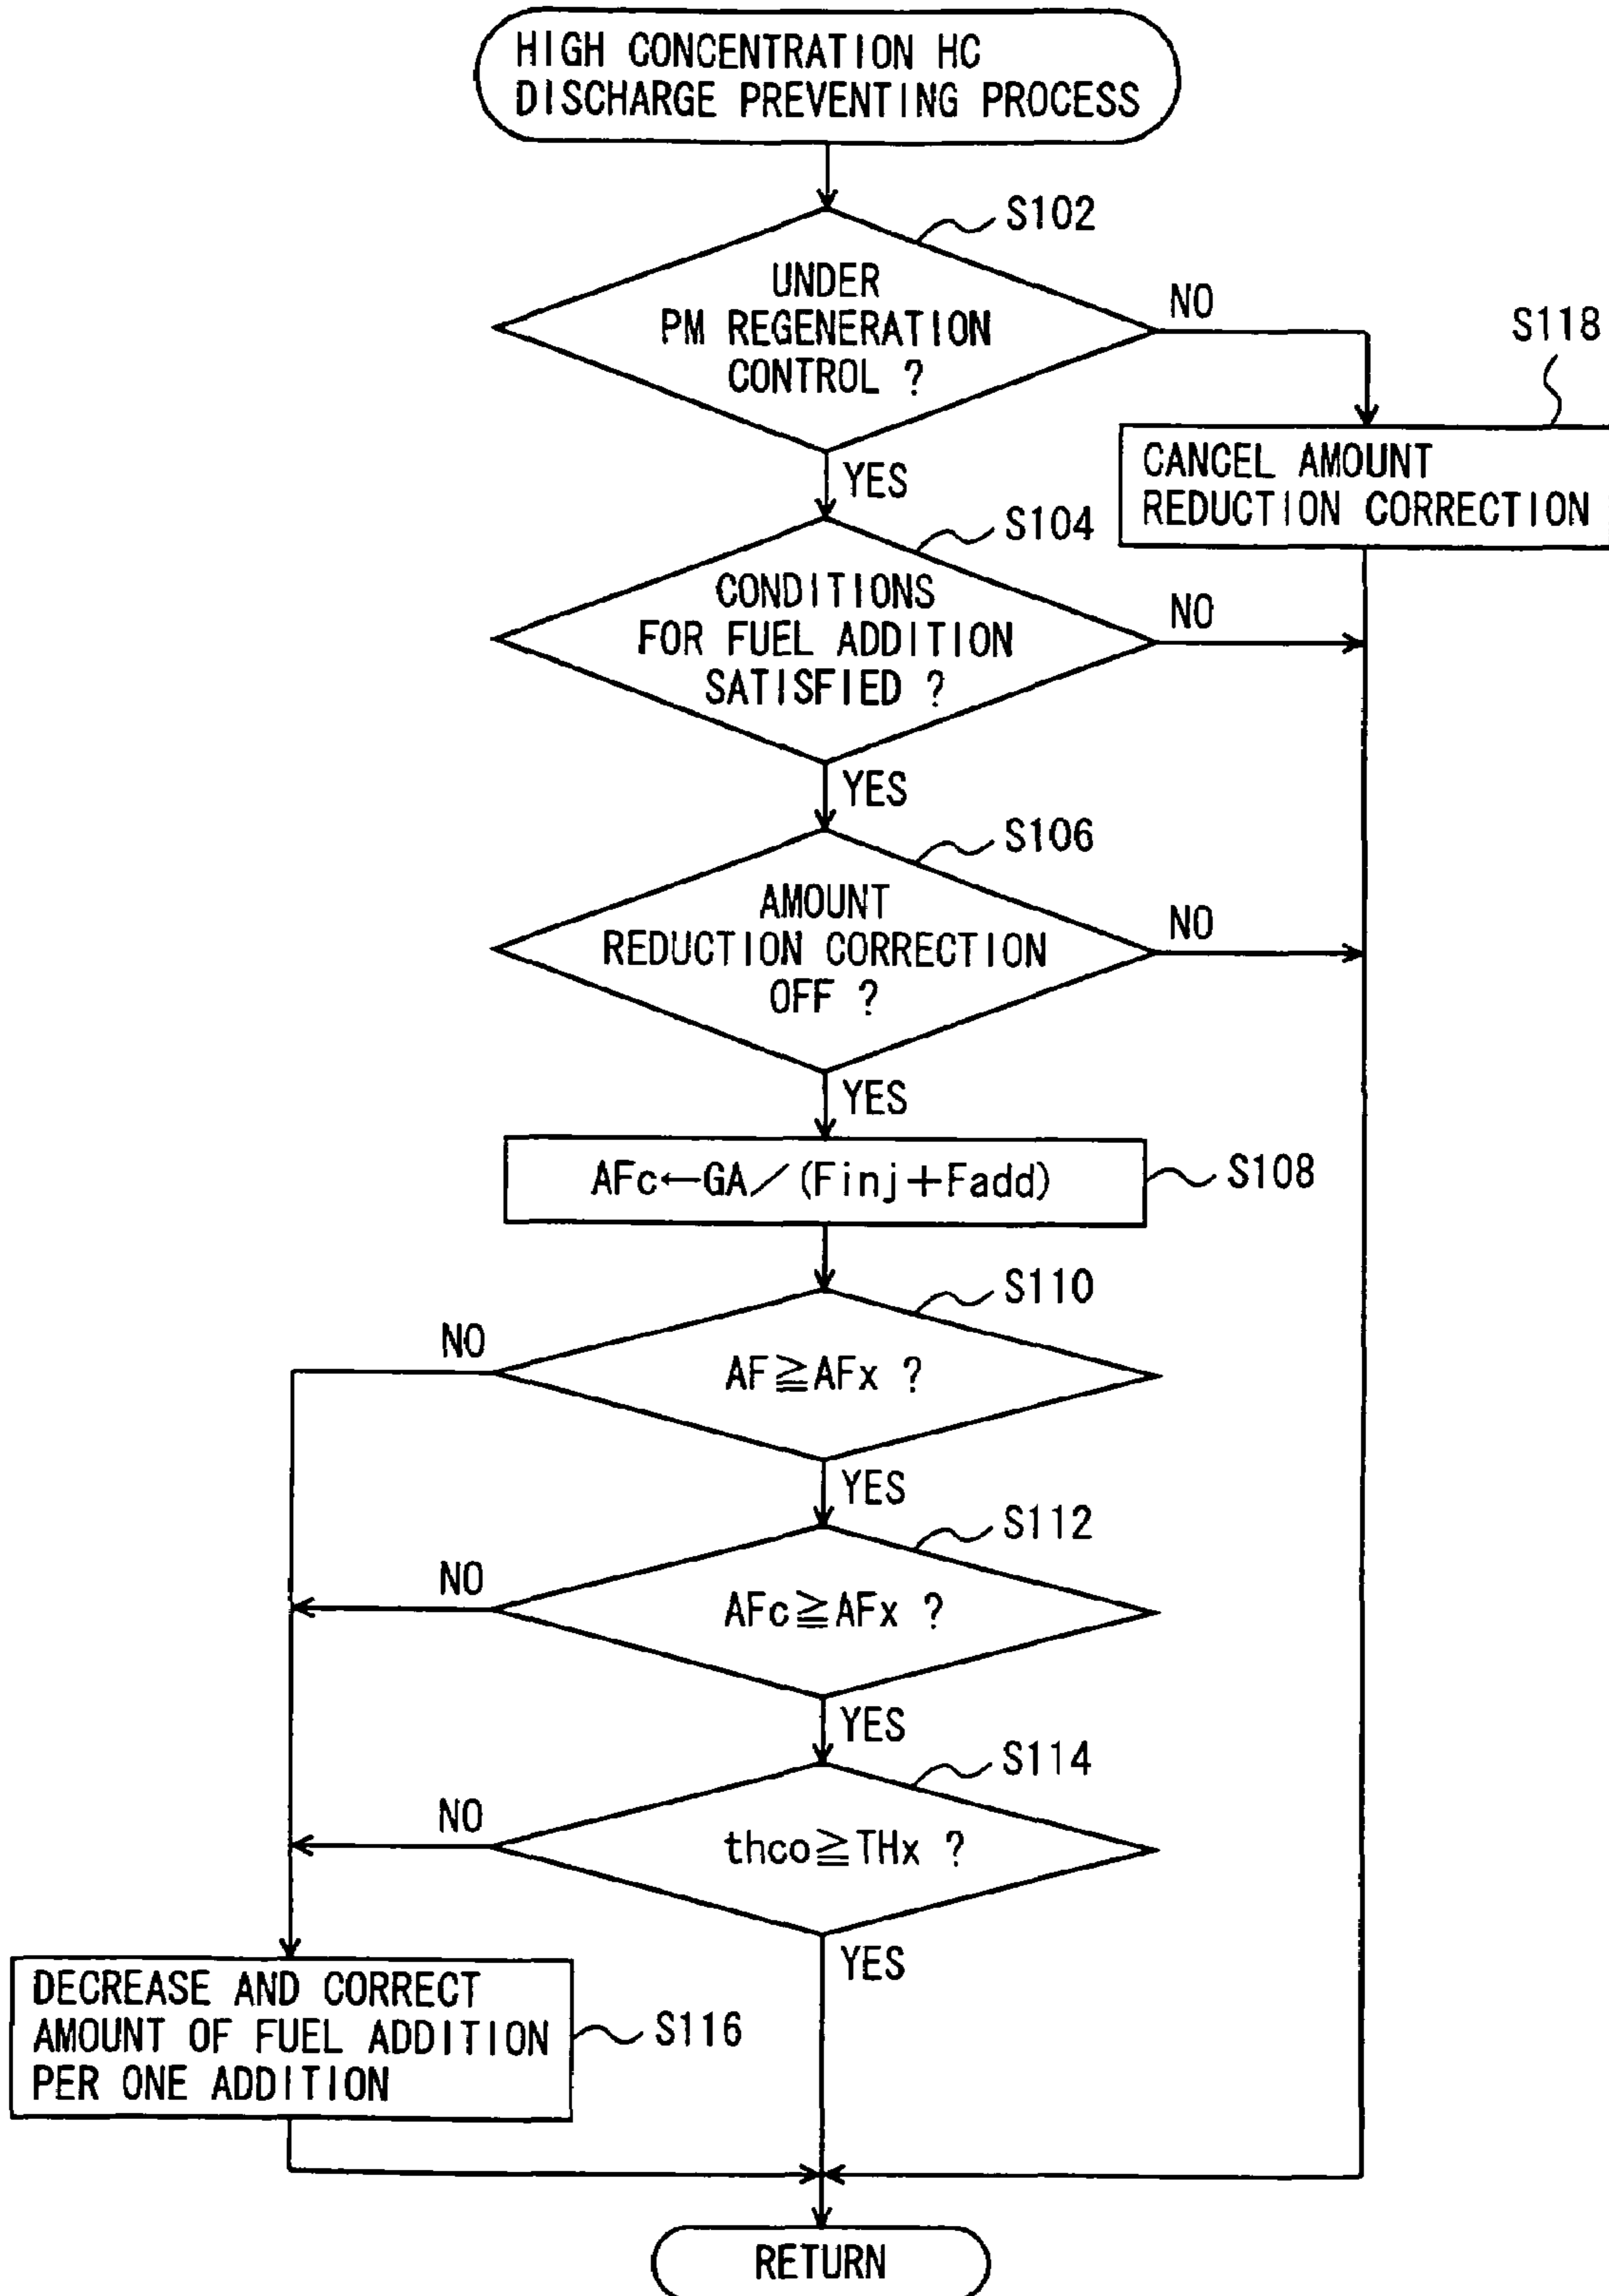 HIGH CONCENTRATION HC
DISCHARGE PREVENTING PROCESS
S102
UNDER
PM REGENERATION
CONTROL ?
NO
S118
CANCEL AMOUNT
REDUCTION CORRECTION
YES
S104
CONDITIONS
FOR FUEL ADDITION
SATISFIED ?
NO
YES
S106
AMOUNT
REDUCTION CORRECTION
OFF ?
NO
YES
AFc←GA/(Finj+Fadd)
S108
S110
NO
AF≧AFx ?
YES
S112
NO
AFc≧AFx ?
YES
S114
NO
thco≧THx ?
YES
DECREASE AND CORRECT
AMOUNT OF FUEL ADDITION
PER ONE ADDITION
S116
RETURN